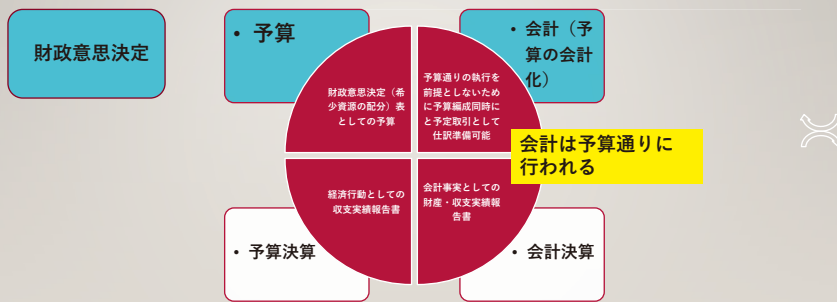 財政意思決定
• 予算
• 会計（予
算の会計
化）
財政意思決定（希
少資源の配分）表
としての予算
予算通りの執行を
前提としないため
に予算編成同時に
と予定取引として
仕訳準備可能
会計は予算通りに
行われる
経済行動としての
収支実績報告書
会計事実としての
財産・収支実績報
告書
• 予算決算
• 会計決算